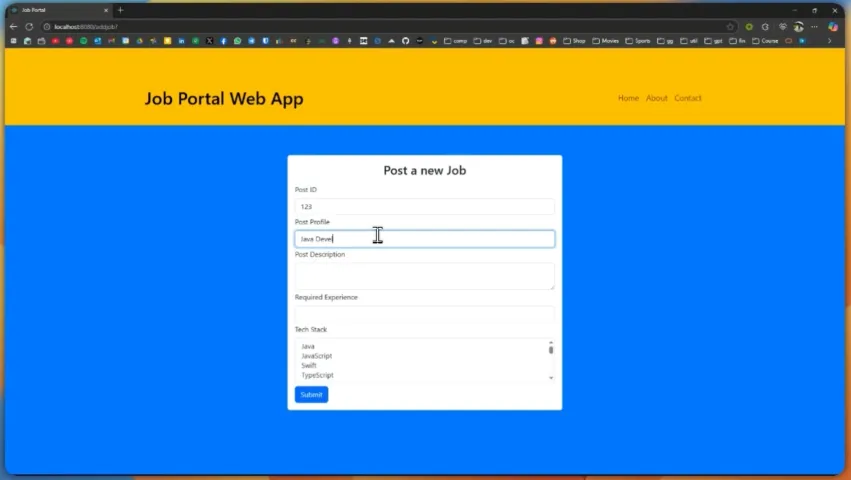 Job Portal
localhost:8080/addjob?
comp
dev
Shop
Movies
Sports
gg
util
gpt
Course
Job Portal Web App
Home About Contact
Post a new Job
Post ID
123
Post Profile
Java Devel
Post Description
Required Experience
Tech Stack
Java
JavaScript
Swift
TypeScript
Submit